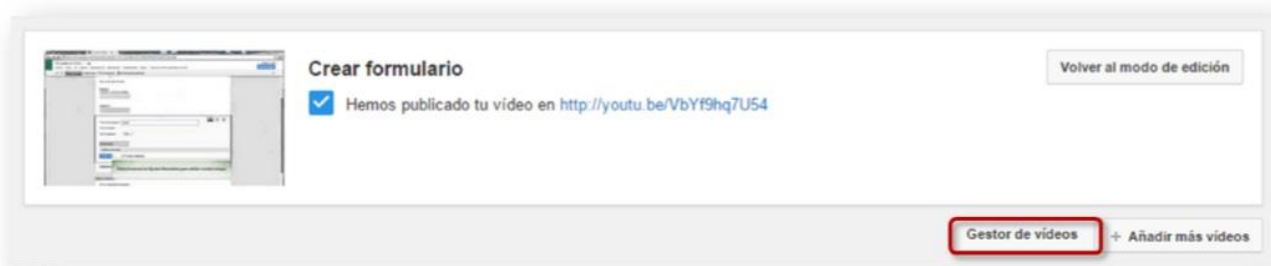 Crear formulario
Volver al modo de edición
Hemos publicado tu vídeo en http://youtu.be/VbYf9hq7U54
Gestor de vídeos
+ Añadir más vídeos